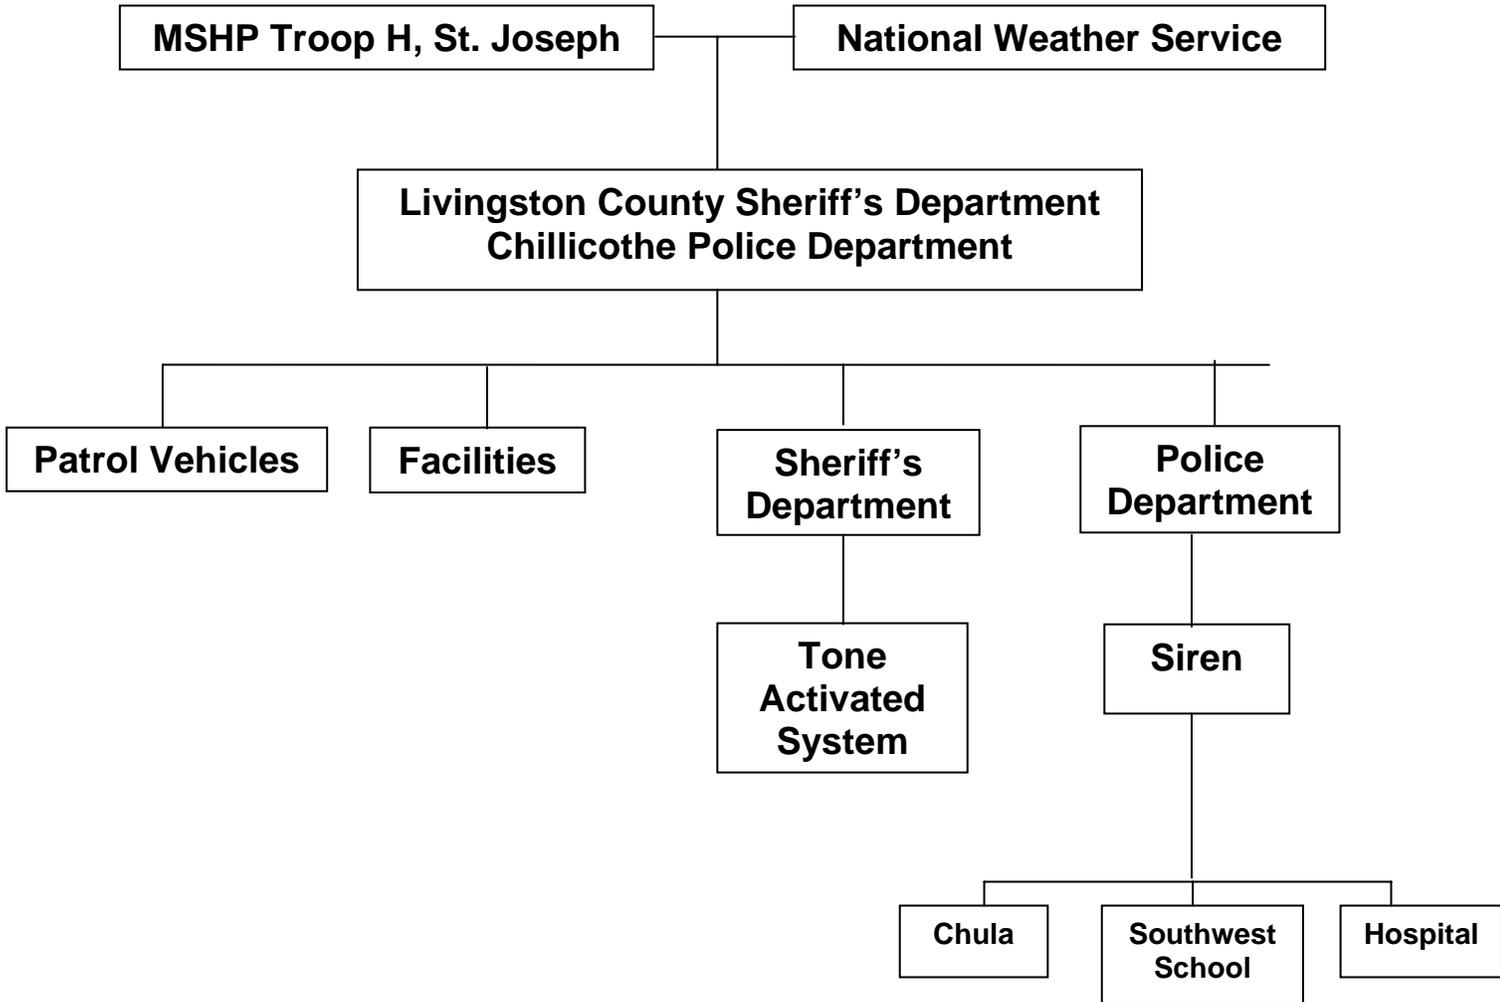 MSHP Troop H, St. Joseph
National Weather Service
Livingston County Sheriff’s Department
Chillicothe Police Department
Patrol Vehicles
Facilities
Sheriff’s
Department
Police
Department
Tone
Activated
System
Siren
Chula
Southwest
School
Hospital